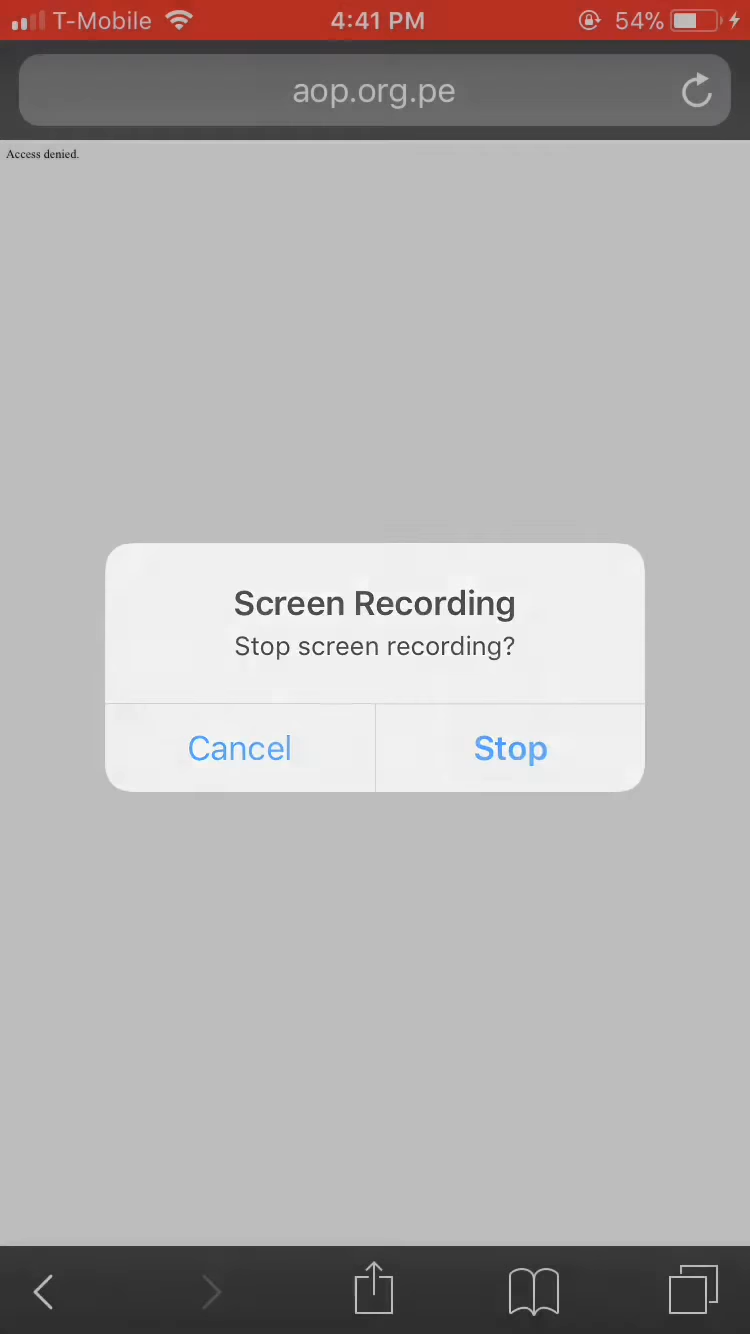 T-Mobile 4:41 PM 54%
aop.org.pe
Access denied.
Screen Recording
Stop screen recording?
Cancel Stop